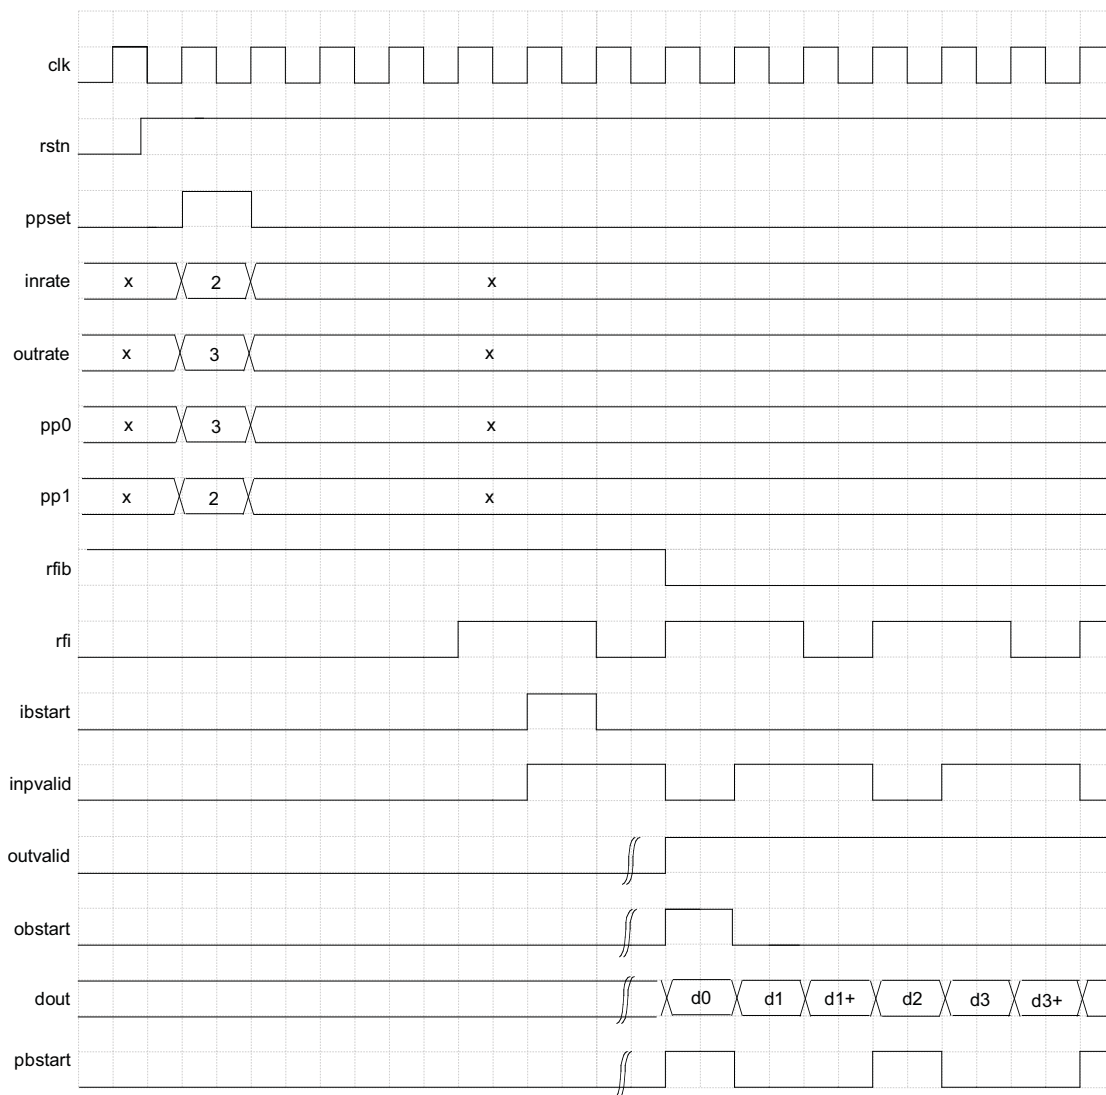 clk
rstn
ppset
inrate x 2 x
outrate x 3 x
pp0 x 3 x
pp1 x 2 x
rfib
rfi
ibstart
inpvalid
outvalid
obstart
dout d0 d1 d1+ d2 d3 d3+
pbstart